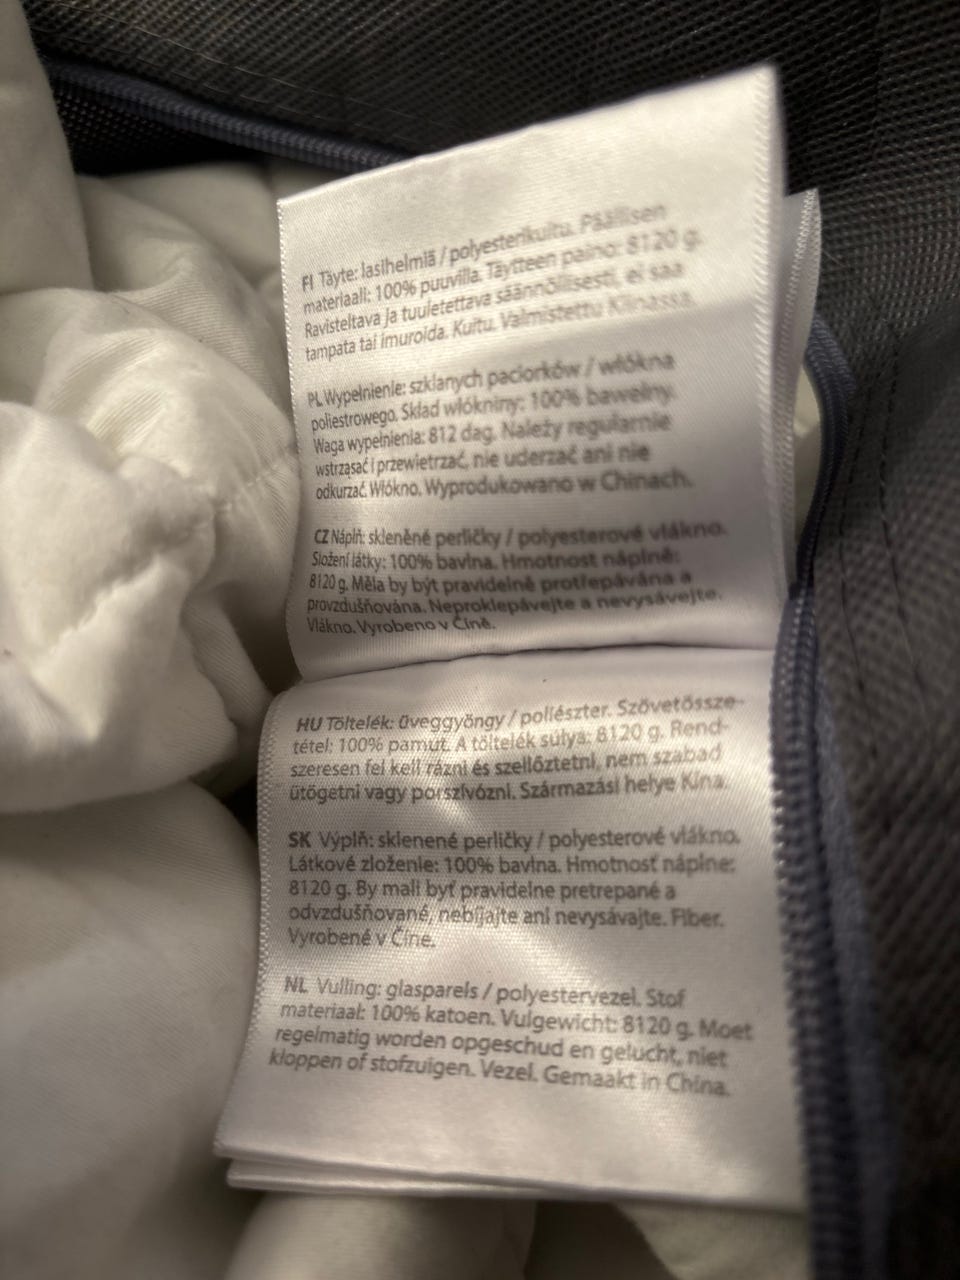 FI Täyte: lasihelmiä / polyesterikuitu. Päällisen
materiaali: 100% puuvilla. Täytteen paino: 8120 g.
Ravisteltava ja tuuletettava säännöllisesti, ei saa
tampata tai imuroida. Kuitu. Valmistettu Kiinassa.
PL Wypełnienie: szklanych paciorków / włókna
poliestrowego. Skład włókniny: 100% bawełny.
Waga wypełnienia: 812 dag. Należy regularnie
wstrząsać i przewietrzać, nie uderzać ani nie
odkurzać. Włókno. Wyprodukowano w Chinach.
CZ Náplň: skleněné perličky / polyesterové vlákno.
Složení látky: 100% bavlna. Hmotnost náplně:
8120 g. Měla by být pravidelně protřepávána a
provzdušňována. Neproklepávejte a nevysávejte.
Vlákno. Vyrobeno v Číně.
HU Töltelék: üveggyöngy / poliészter. Szövetössze-
tétel: 100% pamut. A töltelék súlya: 8120 g. Rend-
szeresen fel kell rázni és szellőztetni, nem szabad
ütögetni vagy porszívózni. Származási helye Kína.
SK Výplň: sklenené perličky / polyesterové vlákno.
Látkové zloženie: 100% bavlna. Hmotnosť náplne:
8120 g. By mali byť pravidelne pretrepané a
odvzdušňované, nebíjajte ani nevysávajte. Fiber.
Vyrobené v Číne.
NL Vulling: glasparels / polyestervezel. Stof
materiaal: 100% katoen. Vulgewicht: 8120 g. Moet
regelmatig worden opgeschud en gelucht, niet
kloppen of stofzuigen. Vezel. Gemaakt in China.